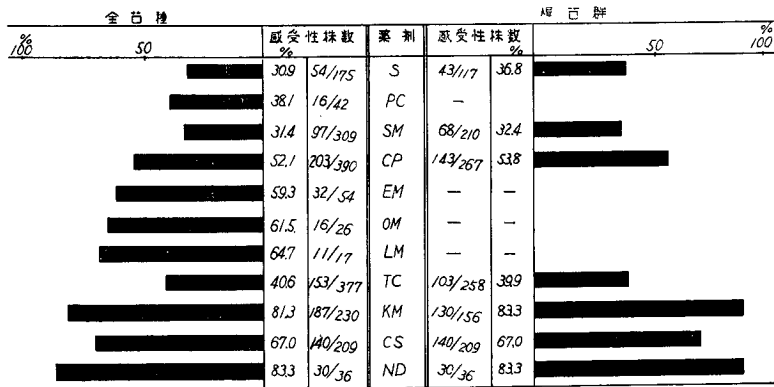 全菌種
桿菌群
% 100 50 感受性株数 % 薬剤 感受性株数 % 50 % 100
30.9 54/175 S 43/117 36.8
38.1 16/42 PC —
31.4 97/309 SM 68/210 32.4
52.1 203/390 CP 143/267 53.8
59.3 32/54 EM — —
61.5 16/26 OM — —
64.7 11/17 LM — —
40.6 153/377 TC 103/258 39.9
81.3 187/230 KM 130/156 83.3
67.0 140/209 CS 140/209 67.0
83.3 30/36 ND 30/36 83.3